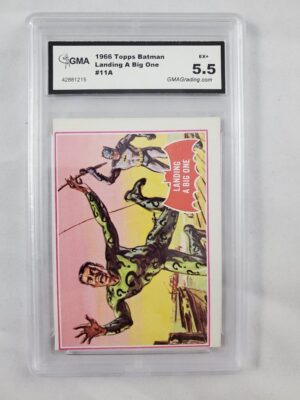 GMA
42881215
1966 Topps Batman
Landing A Big One
#11A
EX+
5.5
GMAGrading.com
LANDING
A BIG ONE